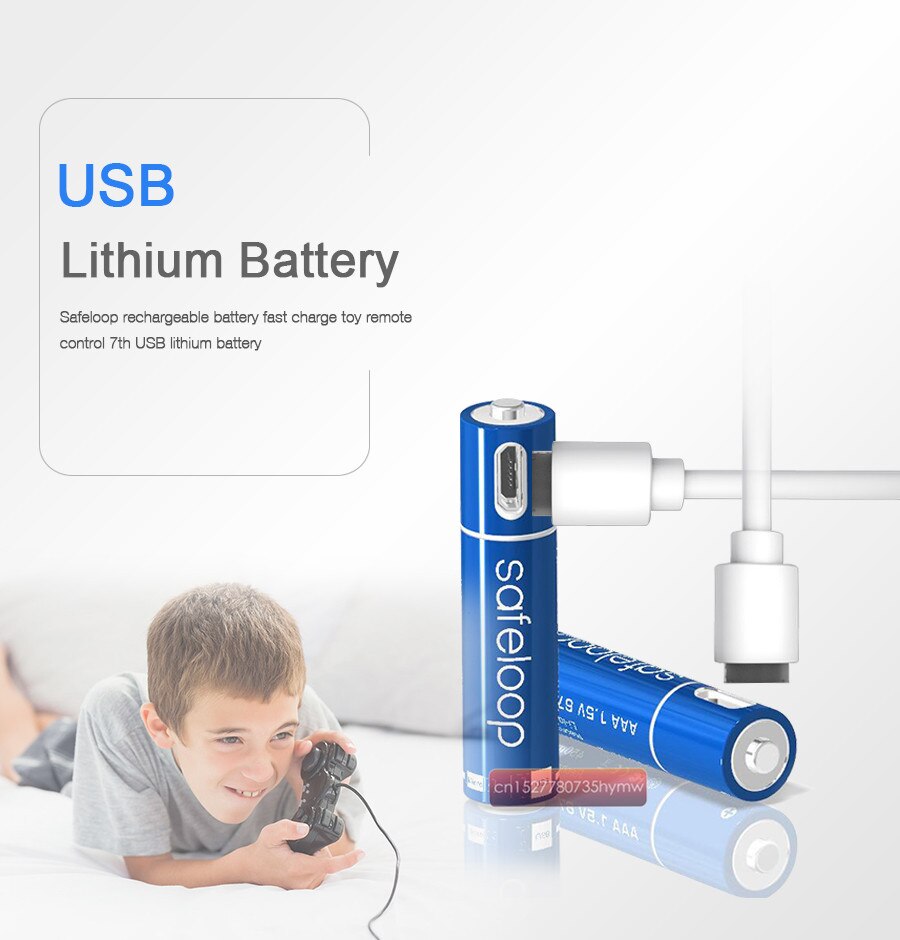 USB
Lithium Battery
Safeloop rechargeable battery fast charge toy remote
control 7th USB lithium battery
safeloop
safeloop
AAA 1.5V 67
cn1527780735hymw